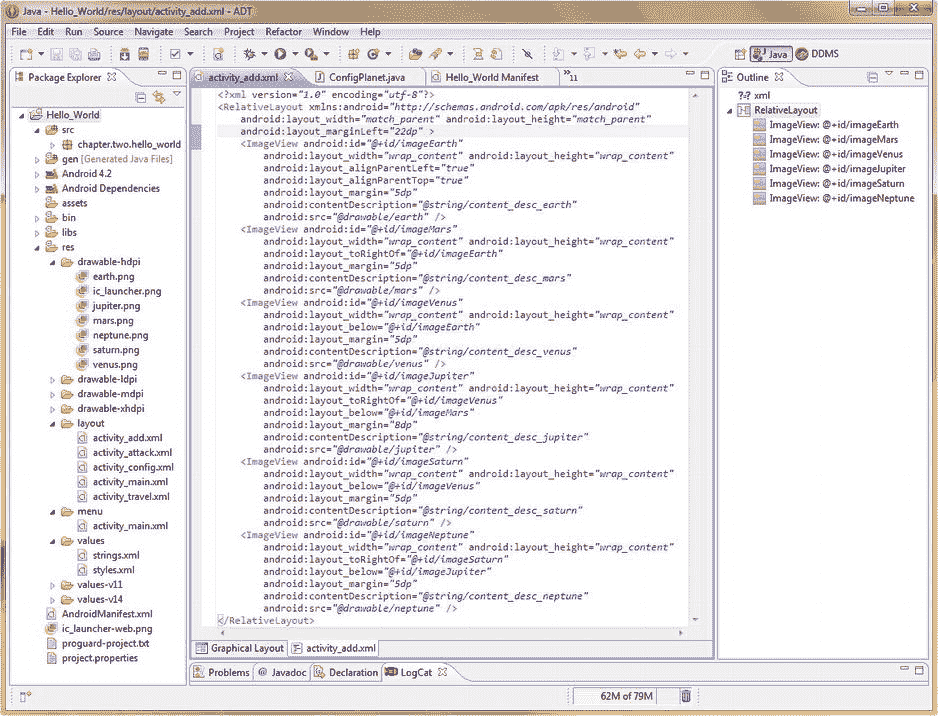 Java - Hello_World/res/layout/activity_add.xml - ADT
File Edit Run Source Navigate Search Project Refactor Window Help
Java DDMS
Package Explorer
Hello_World
src
chapter.two.hello_world
gen [Generated Java Files]
Android 4.2
Android Dependencies
assets
bin
libs
res
drawable-hdpi
earth.png
ic_launcher.png
jupiter.png
mars.png
neptune.png
saturn.png
venus.png
drawable-ldpi
drawable-mdpi
drawable-xhdpi
layout
activity_add.xml
activity_attack.xml
activity_config.xml
activity_main.xml
activity_travel.xml
menu
activity_main.xml
values
strings.xml
styles.xml
values-v11
values-v14
AndroidManifest.xml
ic_launcher-web.png
proguard-project.txt
project.properties
activity_add.xml ConfigPlanet.java Hello_World Manifest »11
<?xml version="1.0" encoding="utf-8"?>
<RelativeLayout xmlns:android="http://schemas.android.com/apk/res/android"
android:layout_width="match_parent" android:layout_height="match_parent"
android:layout_marginLeft="22dp" >
<ImageView android:id="@+id/imageEarth"
android:layout_width="wrap_content" android:layout_height="wrap_content"
android:layout_alignParentLeft="true"
android:layout_alignParentTop="true"
android:layout_margin="5dp"
android:contentDescription="@string/content_desc_earth"
android:src="@drawable/earth" />
<ImageView android:id="@+id/imageMars"
android:layout_width="wrap_content" android:layout_height="wrap_content"
android:layout_toRightOf="@+id/imageEarth"
android:layout_margin="5dp"
android:contentDescription="@string/content_desc_mars"
android:src="@drawable/mars" />
<ImageView android:id="@+id/imageVenus"
android:layout_width="wrap_content" android:layout_height="wrap_content"
android:layout_below="@+id/imageEarth"
android:layout_margin="5dp"
android:contentDescription="@string/content_desc_venus"
android:src="@drawable/venus" />
<ImageView android:id="@+id/imageJupiter"
android:layout_width="wrap_content" android:layout_height="wrap_content"
android:layout_toRightOf="@+id/imageVenus"
android:layout_below="@+id/imageMars"
android:layout_margin="8dp"
android:contentDescription="@string/content_desc_jupiter"
android:src="@drawable/jupiter" />
<ImageView android:id="@+id/imageSaturn"
android:layout_width="wrap_content" android:layout_height="wrap_content"
android:layout_below="@+id/imageVenus"
android:layout_margin="5dp"
android:contentDescription="@string/content_desc_saturn"
android:src="@drawable/saturn" />
<ImageView android:id="@+id/imageNeptune"
android:layout_width="wrap_content" android:layout_height="wrap_content"
android:layout_toRightOf="@+id/imageSaturn"
android:layout_below="@+id/imageJupiter"
android:layout_margin="5dp"
android:contentDescription="@string/content_desc_neptune"
android:src="@drawable/neptune" />
</RelativeLayout>
Graphical Layout activity_add.xml
Outline
xml
RelativeLayout
ImageView: @+id/imageEarth
ImageView: @+id/imageMars
ImageView: @+id/imageVenus
ImageView: @+id/imageJupiter
ImageView: @+id/imageSaturn
ImageView: @+id/imageNeptune
Problems @ Javadoc Declaration LogCat
62M of 79M